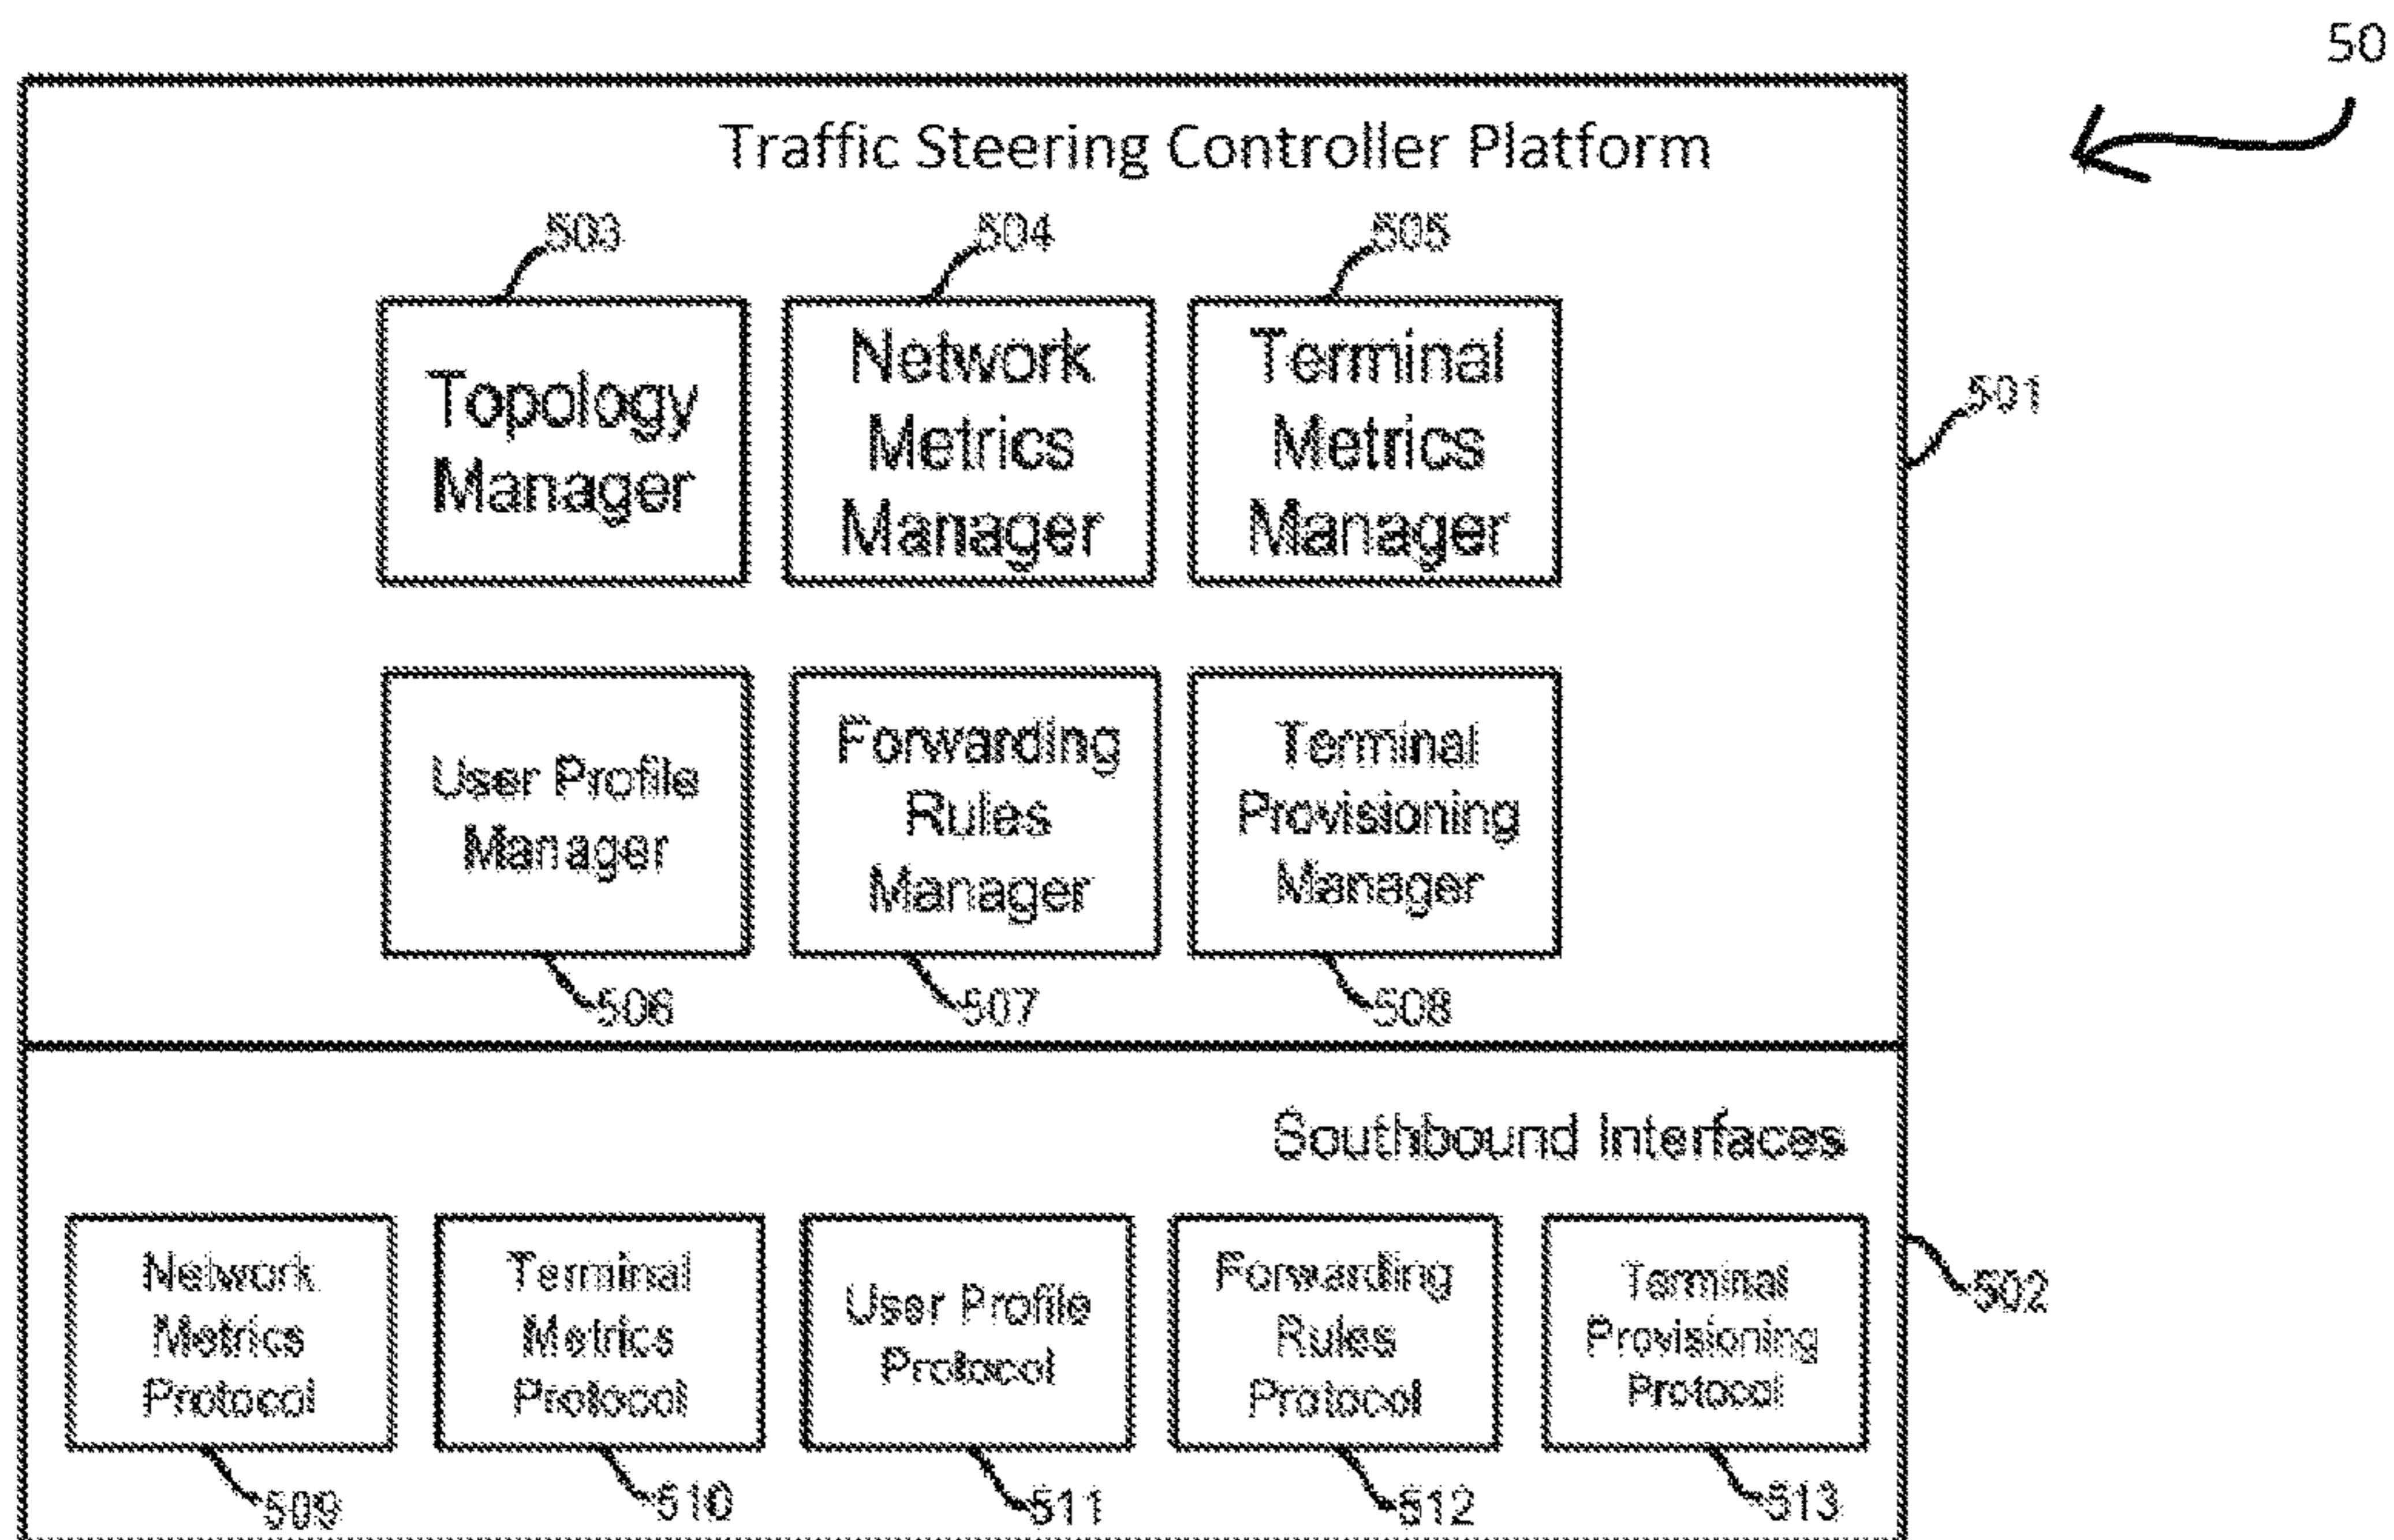 50
Traffic Steering Controller Platform
503
504
505
Topology
Manager
Network
Metrics
Manager
Terminal
Metrics
Manager
501
User Profile
Manager
Forwarding
Rules
Manager
Terminal
Provisioning
Manager
506
507
508
Southbound Interfaces
Network
Metrics
Protocol
Terminal
Metrics
Protocol
User Profile
Protocol
Forwarding
Rules
Protocol
Terminal
Provisioning
Protocol
502
509
510
511
512
513